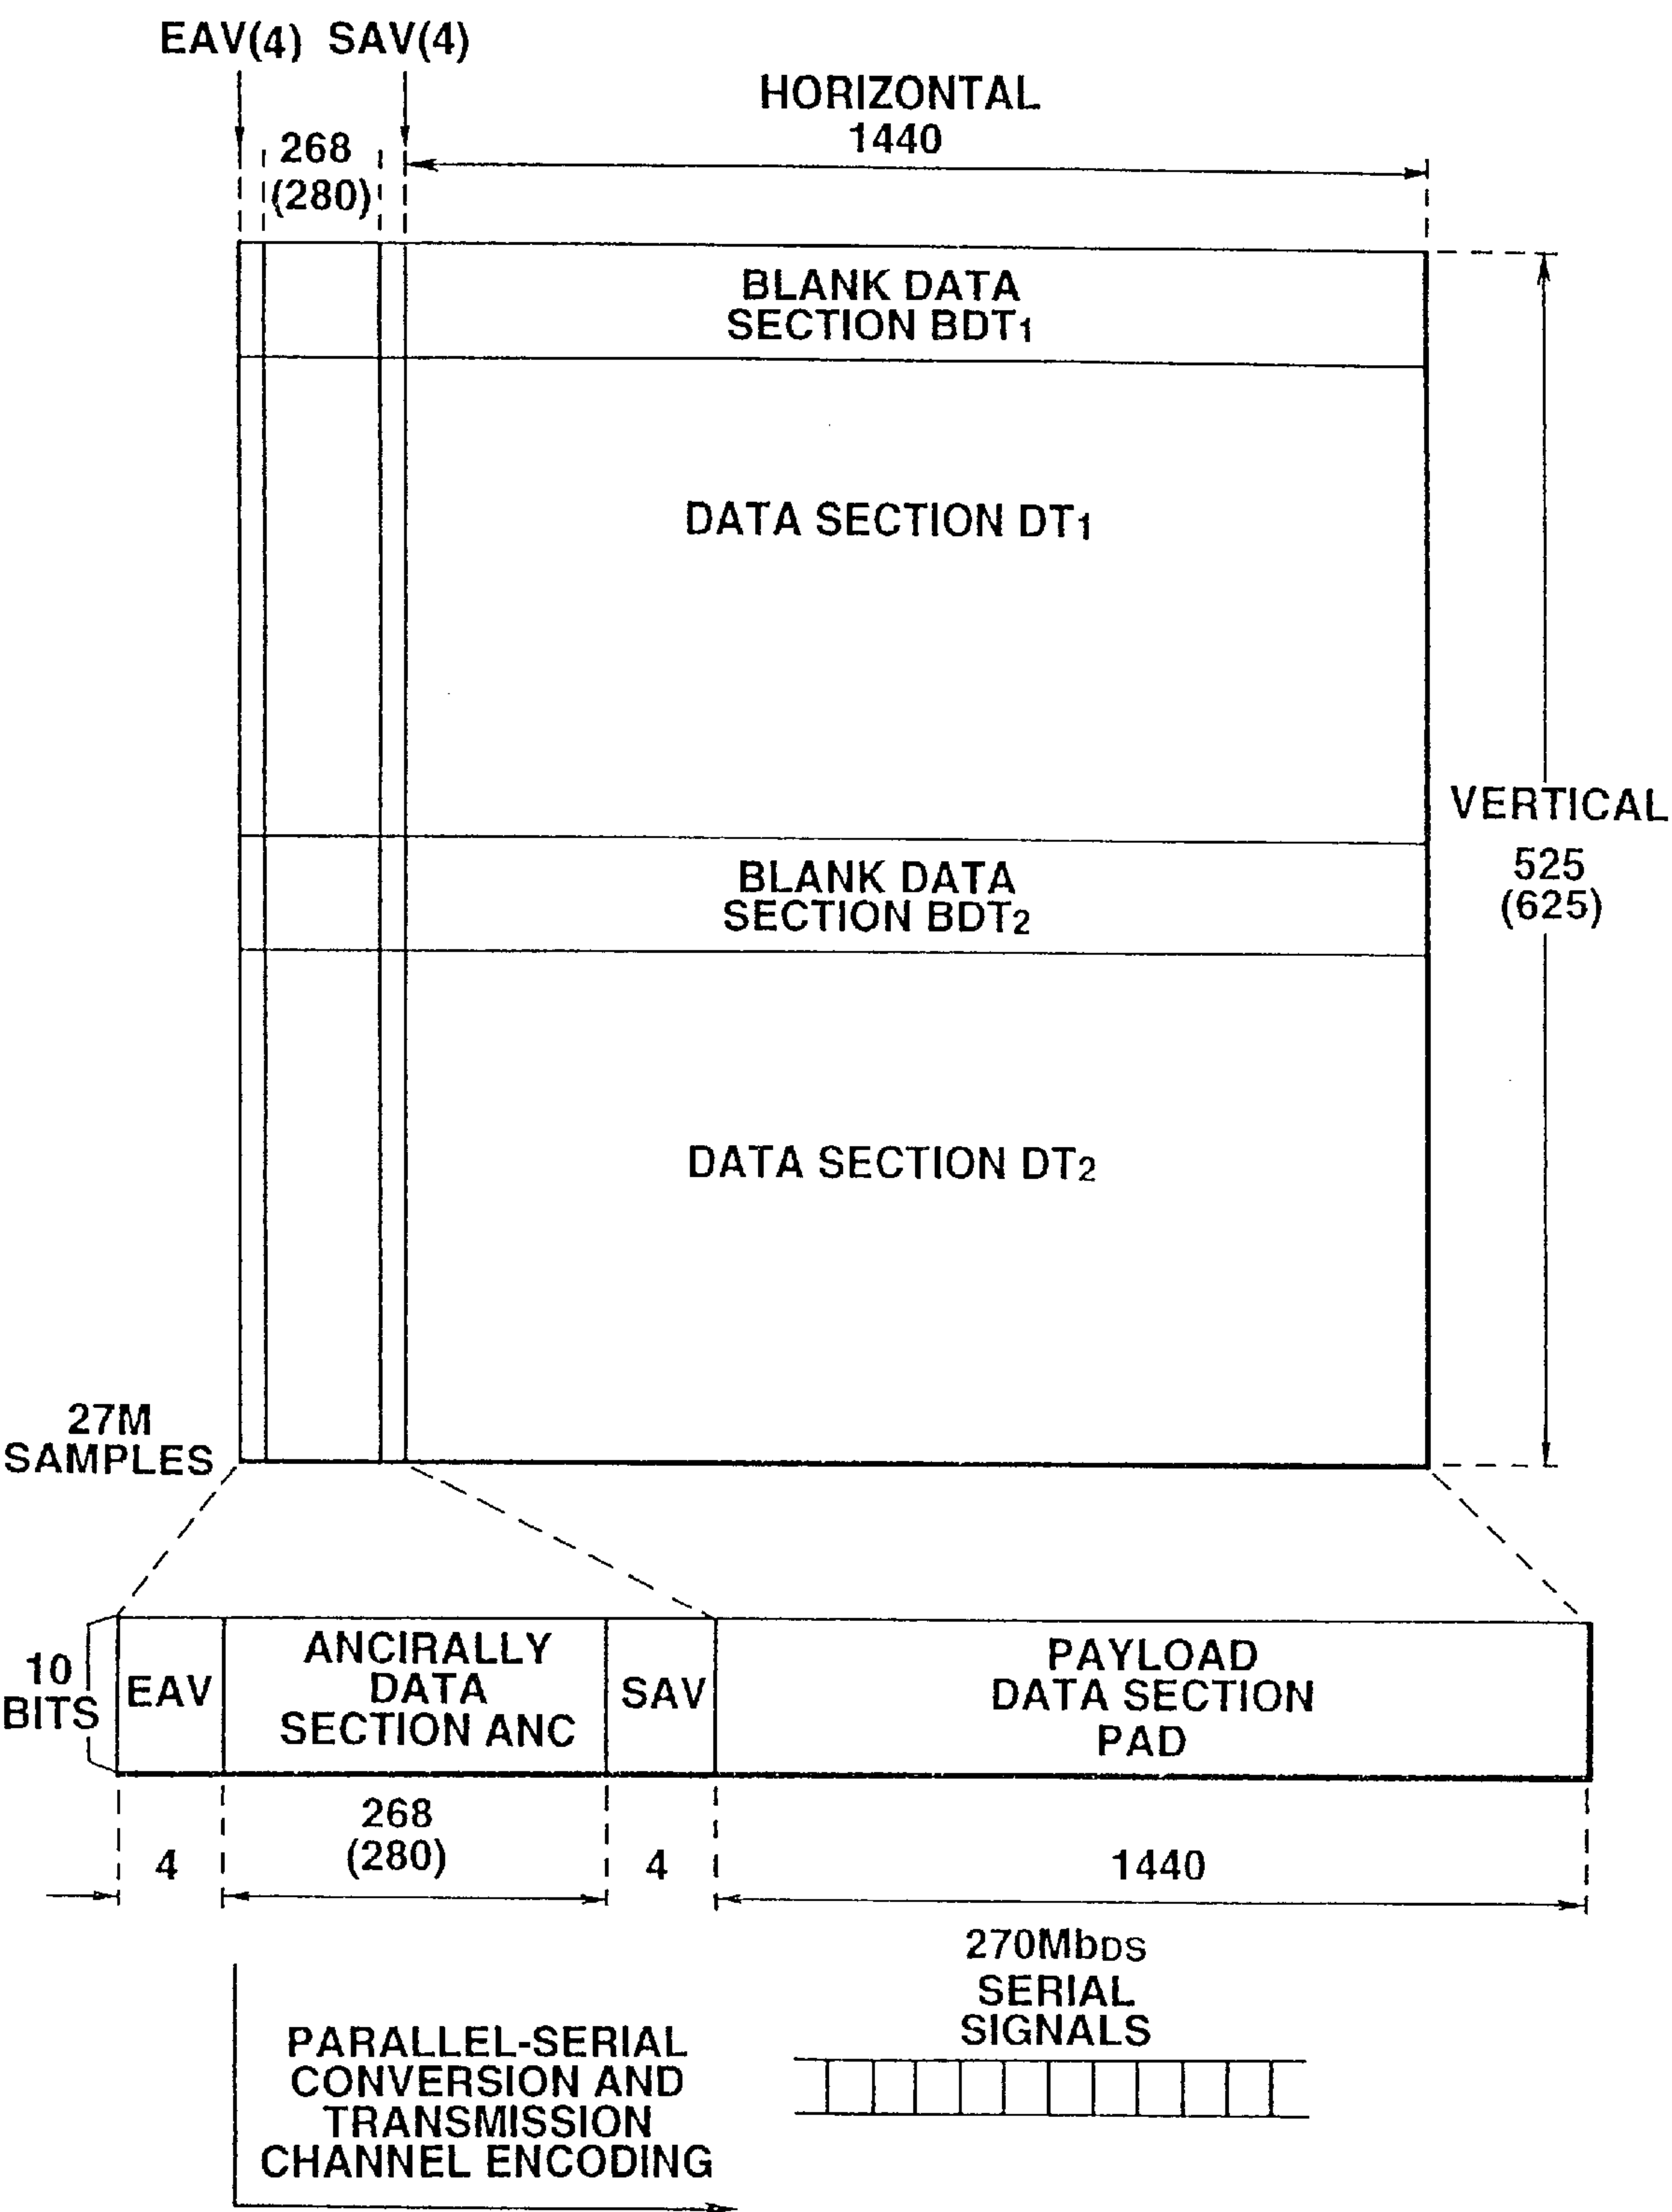 EAV(4) SAV(4)
HORIZONTAL
1440
268
(280)
BLANK DATA
SECTION BDT1
DATA SECTION DT1
BLANK DATA
SECTION BDT2
VERTICAL
525
(625)
DATA SECTION DT2
27M
SAMPLES
10
BITS
EAV
ANCIRALLY
DATA
SECTION ANC
SAV
PAYLOAD
DATA SECTION
PAD
4
268
(280)
4
1440
270MbDS
SERIAL
SIGNALS
PARALLEL-SERIAL
CONVERSION AND
TRANSMISSION
CHANNEL ENCODING